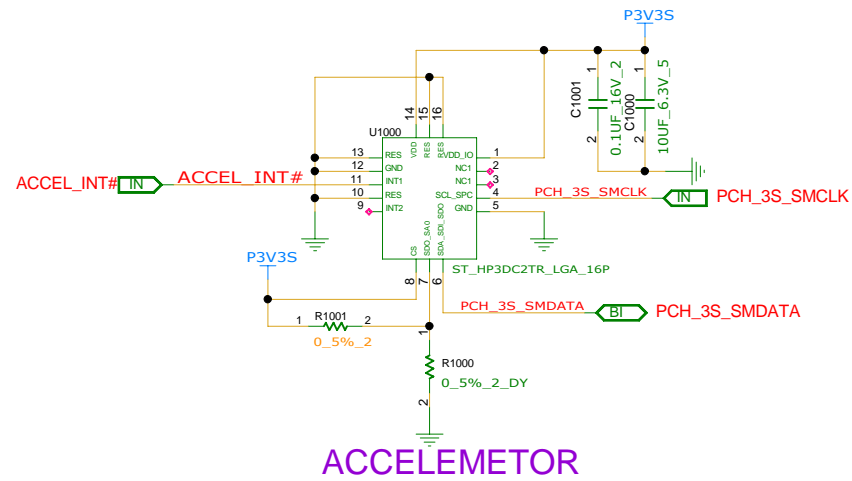 P3V3S
1
1
C1001
0.1UF_16V_2
C1000
10UF_6.3V_5
2
2
14
15
16
U1000
VDD
RES
RES
13
RES
VDD_IO
1
12
GND
NC1
2
ACCEL_INT#
IN
ACCEL_INT#
11
INT1
NC1
3
10
RES
SCL_SPC
4
PCH_3S_SMCLK
IN
PCH_3S_SMCLK
9
INT2
GND
5
CS
SDO_SA0
SDA_SDI_SDO
P3V3S
ST_HP3DC2TR_LGA_16P
8
7
6
PCH_3S_SMDATA
BI
PCH_3S_SMDATA
1
R1001
2
0_5%_2
1
R1000
0_5%_2_DY
2
ACCELEMETOR